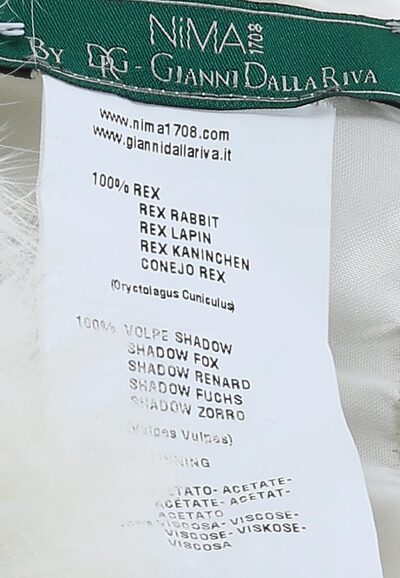 NiMA 1708
By DRG - GIANNI DALLA RIVA
www.nima1708.com
www.giannidallariva.it
100% REX
REX RABBIT
REX LAPIN
REX KANINCHEN
CONEJO REX
(Oryctolagus Cuniculus)
100% VOLPE SHADOW
SHADOW FOX
SHADOW RENARD
SHADOW FUCHS
SHADOW ZORRO
(Vulpes Vulpes)
ACETATE-
ACETATE- ACETAT-
ACETATO
VISCOSA- VISCOSE-
VISCOSE- VISKOSE-
VISCOSA